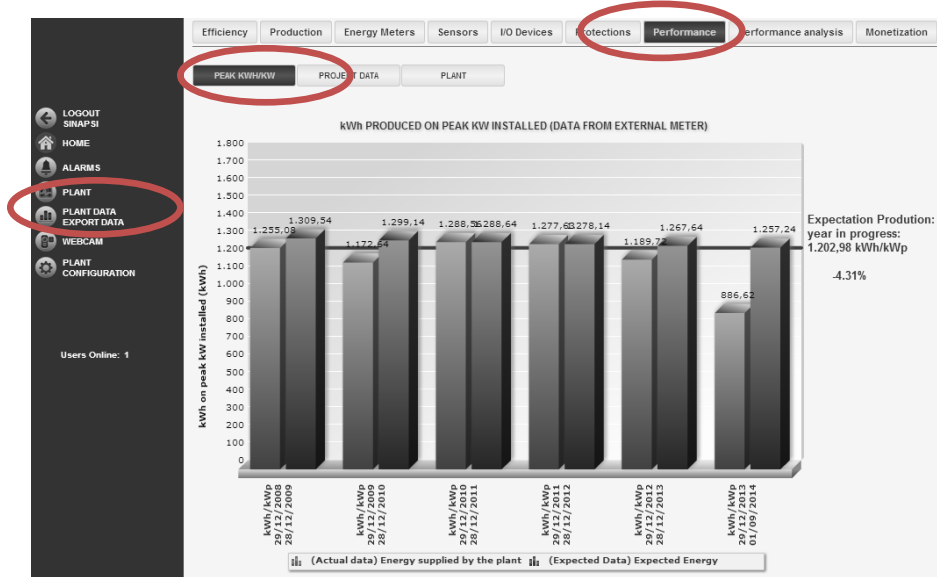 Efficiency Production Energy Meters Sensors I/O Devices Protections Performance Performance analysis Monetization
PEAK KWH/KW PROJECT DATA PLANT
LOGOUT
SINAPSI
HOME
ALARMS
PLANT
PLANT DATA
EXPORT DATA
WEBCAM
PLANT
CONFIGURATION
Users Online: 1
kWh PRODUCED ON PEAK KW INSTALLED (DATA FROM EXTERNAL METER)
kWh on peak kW installed (kWh)
1.800
1.700
1.600
1.500
1.400
1.300
1.200
1.100
1.000
900
800
700
600
500
400
300
200
100
0
1.255,08 1.309,54 1.172,64 1.299,14 1.288,56 1.288,64 1.277,63 1.278,14 1.189,72 1.267,64 886,62 1.257,24
Expectation Prodution:
year in progress:
1.202,98 kWh/kWp
-4.31%
kWh/kWp
29/12/2008
28/12/2009
kWh/kWp
29/12/2009
28/12/2010
kWh/kWp
29/12/2010
28/12/2011
kWh/kWp
29/12/2011
28/12/2012
kWh/kWp
29/12/2012
28/12/2013
kWh/kWp
29/12/2013
01/09/2014
(Actual data) Energy supplied by the plant (Expected Data) Expected Energy